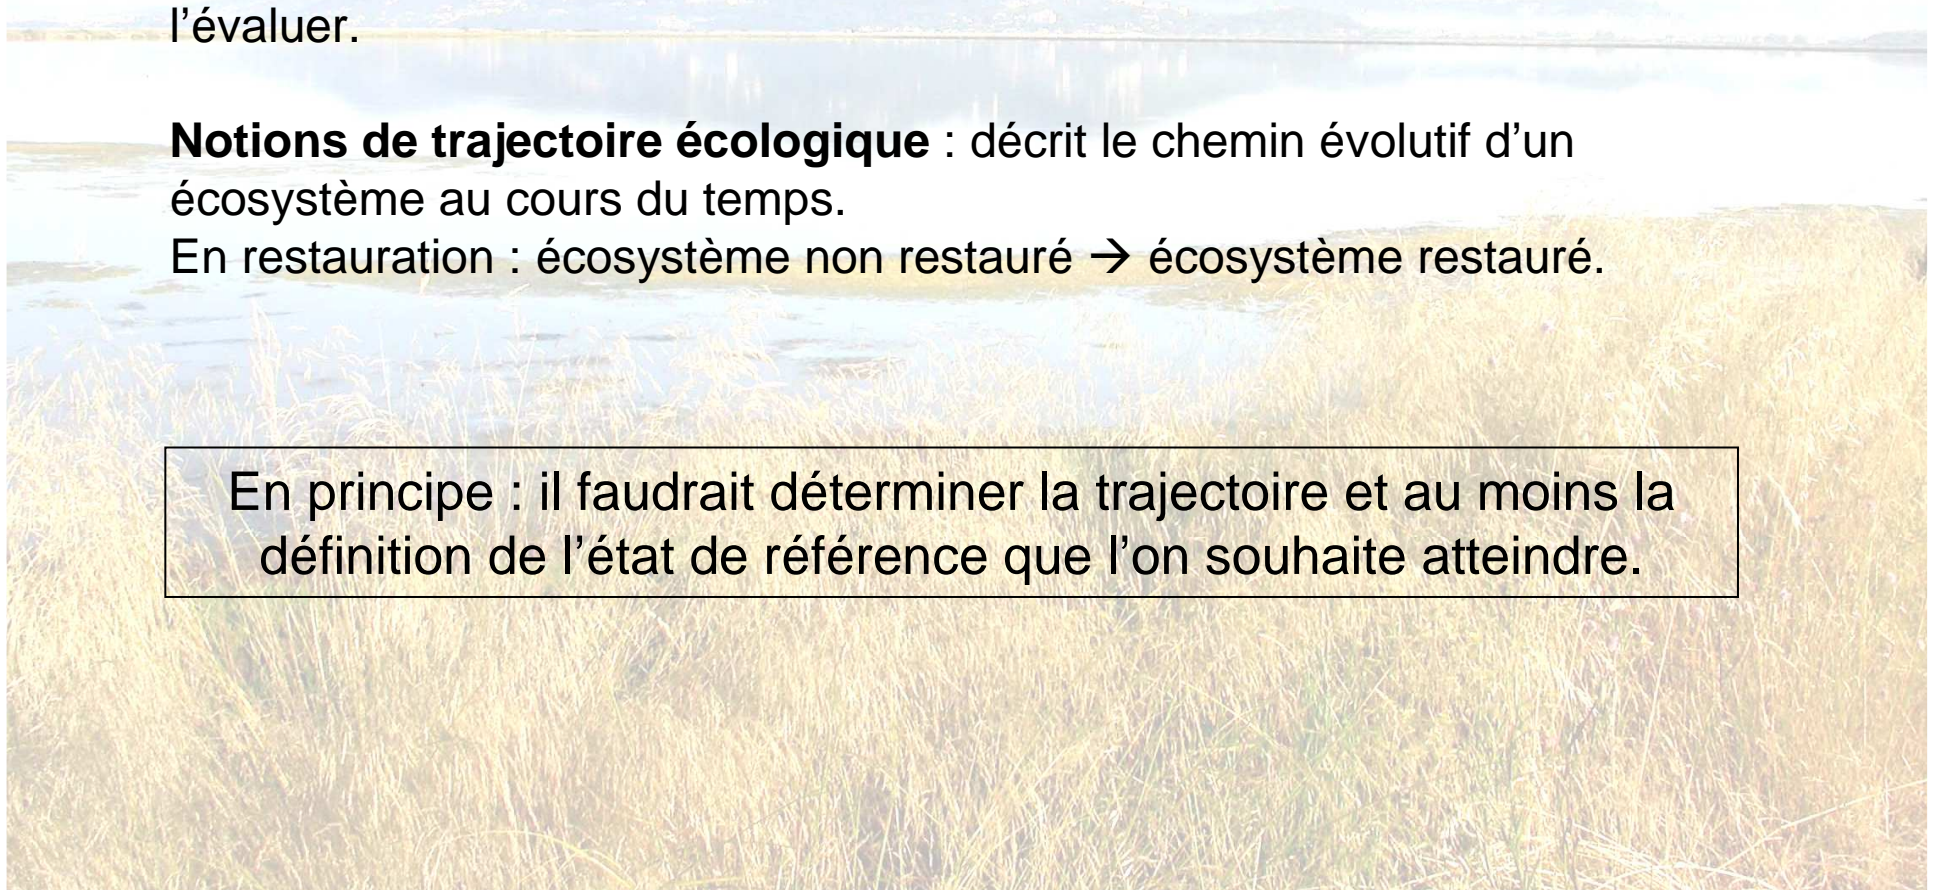 l’évaluer.
Notions de trajectoire écologique : décrit le chemin évolutif d’un
écosystème au cours du temps.
En restauration : écosystème non restauré → écosystème restauré.
En principe : il faudrait déterminer la trajectoire et au moins la
définition de l’état de référence que l’on souhaite atteindre.